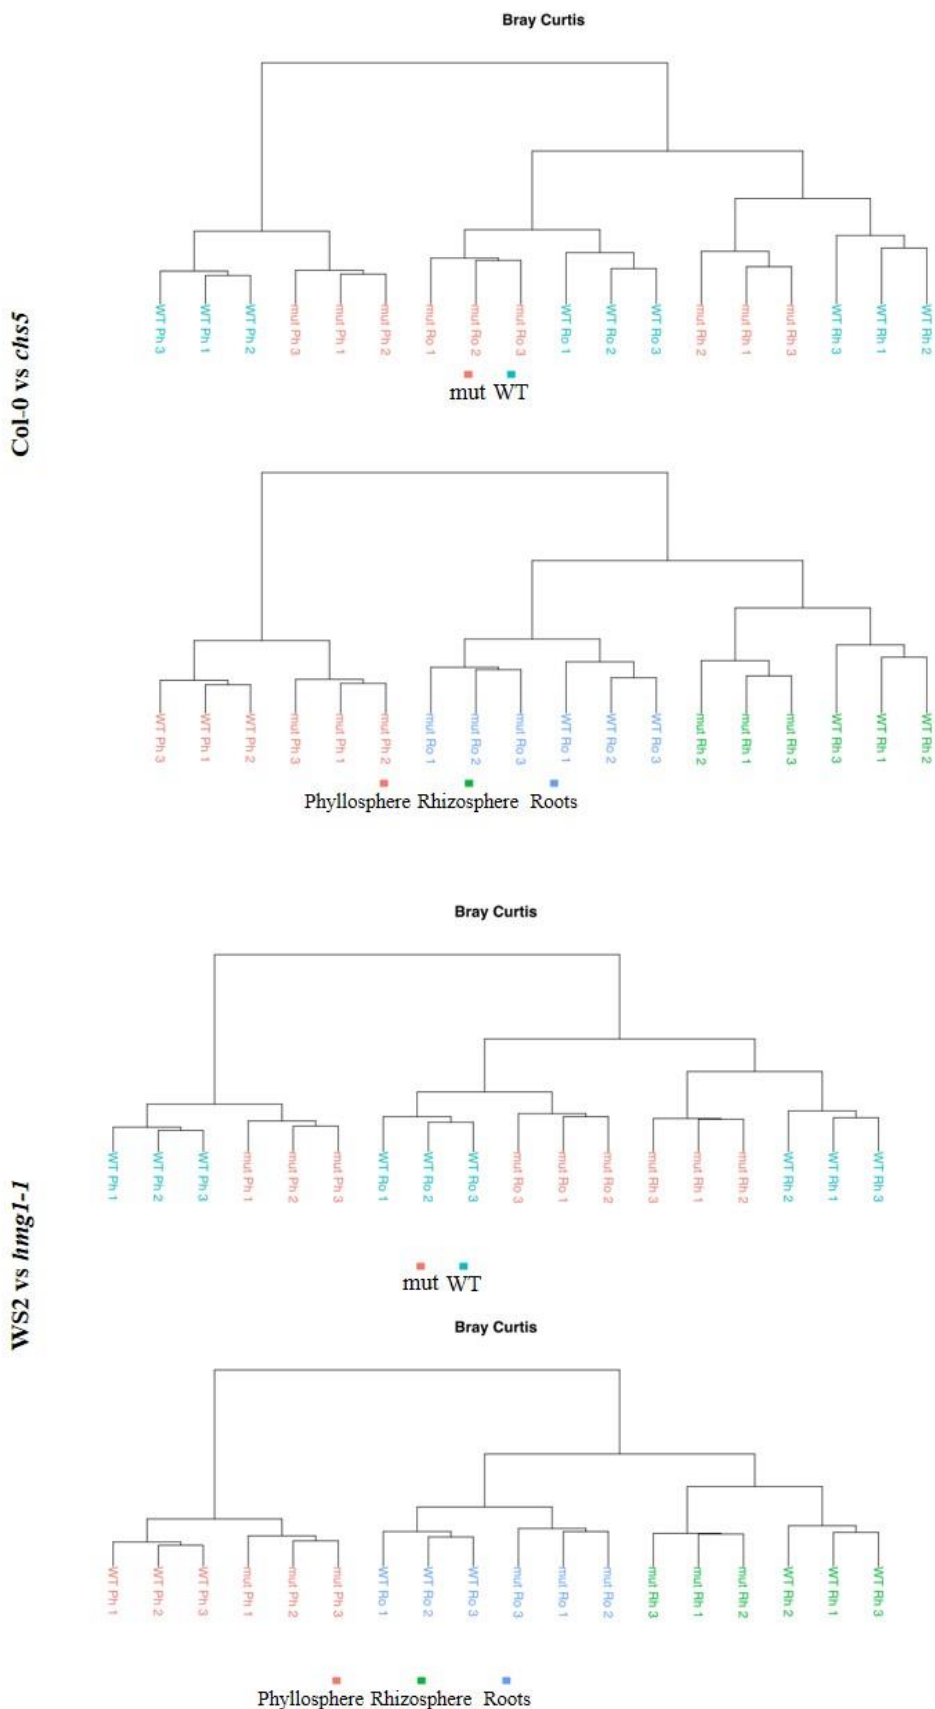 Bray Curtis
Col-0 vs chs5
WT Ph 3
WT Ph 1
WT Ph 2
mut Ph 3
mut Ph 1
mut Ph 2
mut Ro 1
mut Ro 2
mut Ro 3
WT Ro 1
WT Ro 2
WT Ro 3
mut Rh 2
mut Rh 1
mut Rh 3
WT Rh 3
WT Rh 1
WT Rh 2
mut WT
WT Ph 3
WT Ph 1
WT Ph 2
mut Ph 3
mut Ph 1
mut Ph 2
mut Ro 1
mut Ro 2
mut Ro 3
WT Ro 1
WT Ro 2
WT Ro 3
mut Rh 2
mut Rh 1
mut Rh 3
WT Rh 3
WT Rh 1
WT Rh 2
Phyllosphere Rhizosphere Roots
Bray Curtis
WS2 vs hmg1-1
WT Ph 1
WT Ph 2
WT Ph 3
mut Ph 1
mut Ph 2
mut Ph 3
WT Ro 1
WT Ro 2
WT Ro 3
mut Ro 3
mut Ro 1
mut Ro 2
mut Rh 3
mut Rh 1
mut Rh 2
WT Rh 2
WT Rh 1
WT Rh 3
mut WT
Bray Curtis
WT Ph 1
WT Ph 2
WT Ph 3
mut Ph 1
mut Ph 2
mut Ph 3
WT Ro 1
WT Ro 2
WT Ro 3
mut Ro 3
mut Ro 1
mut Ro 2
mut Rh 3
mut Rh 1
mut Rh 2
WT Rh 2
WT Rh 1
WT Rh 3
Phyllosphere Rhizosphere Roots